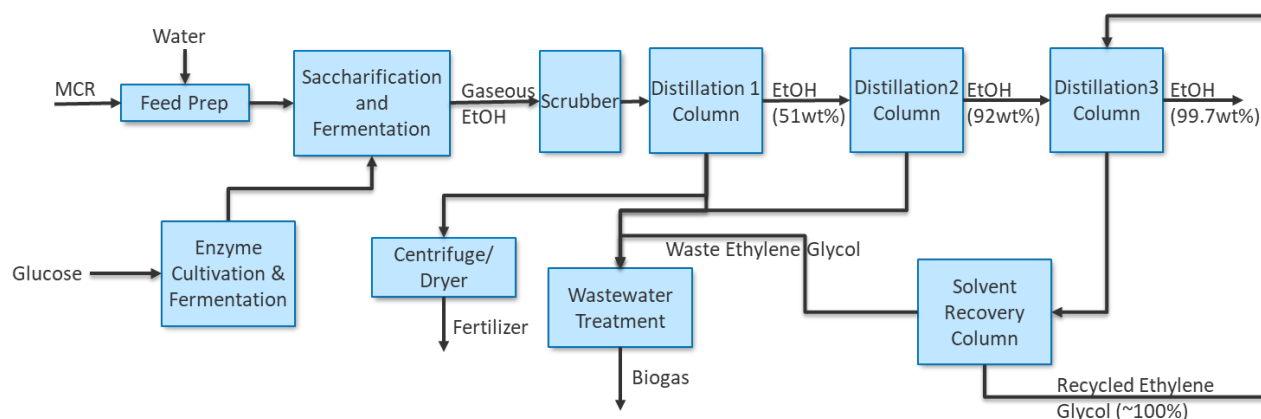 Water
MCR
Feed Prep
Saccharification
and
Fermentation
Gaseous
EtOH
Scrubber
Distillation 1
Column
EtOH
(51wt%)
Distillation2
Column
EtOH
(92wt%)
Distillation3
Column
EtOH
(99.7wt%)
Glucose
Enzyme
Cultivation &
Fermentation
Centrifuge/
Dryer
Fertilizer
Waste Ethylene Glycol
Wastewater
Treatment
Biogas
Solvent
Recovery
Column
Recycled Ethylene
Glycol (~100%)